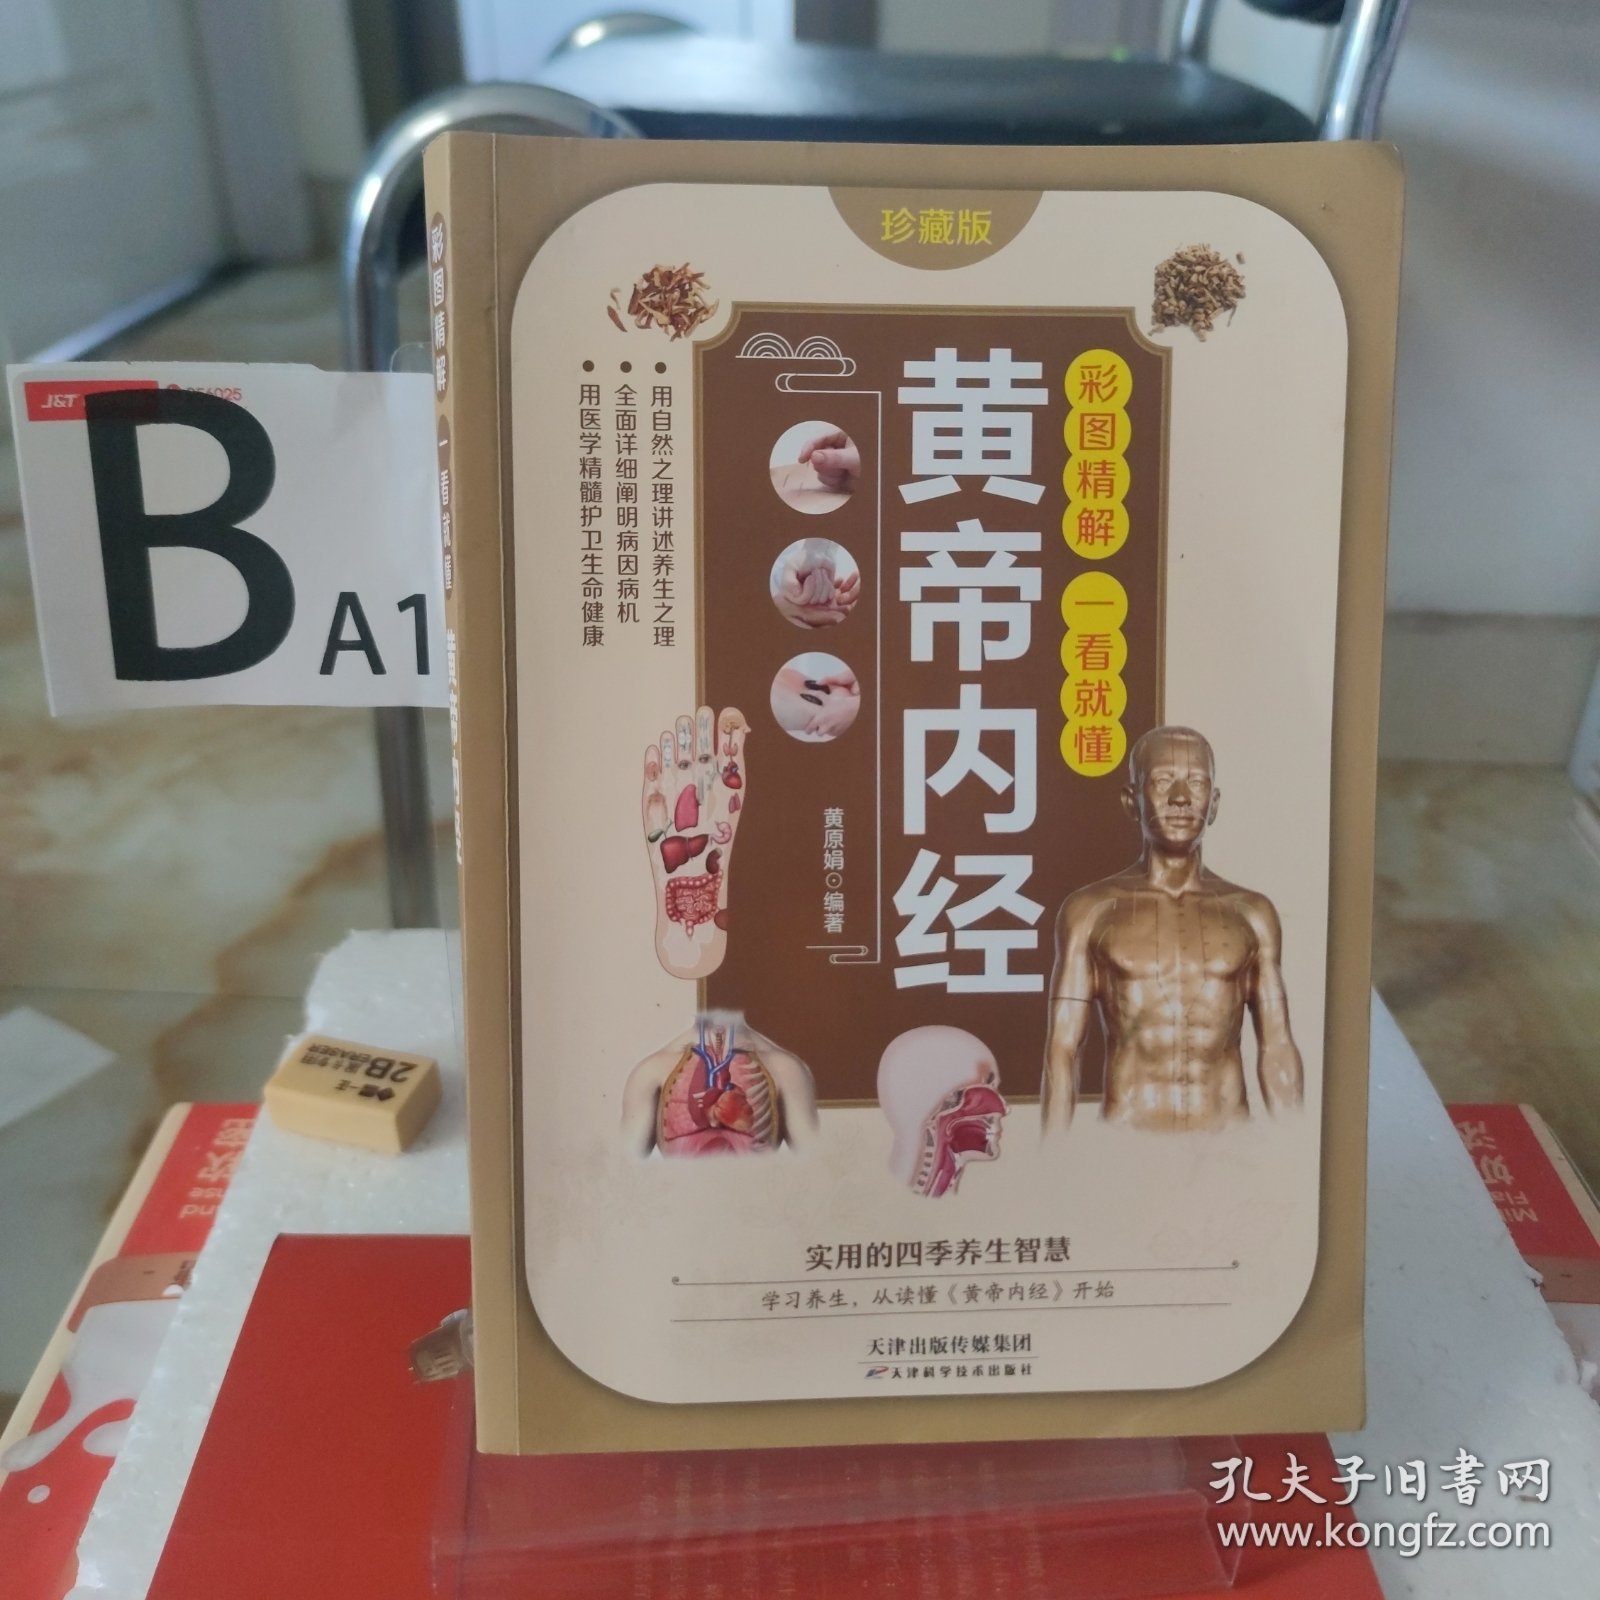 珍藏版
彩图精解 一看就懂
黄帝内经
黄原娟⊙编著
●用自然之理讲述养生之理
●全面详细阐明病因病机
●用医学精髓护卫生命健康
实用的四季养生智慧
学习养生，从读懂《黄帝内经》开始
天津出版传媒集团
天津科学技术出版社
彩图精解 一看就懂 黄帝内经
J&T
B A1
2B
ERASER
孔夫子旧书网
www.kongfz.com